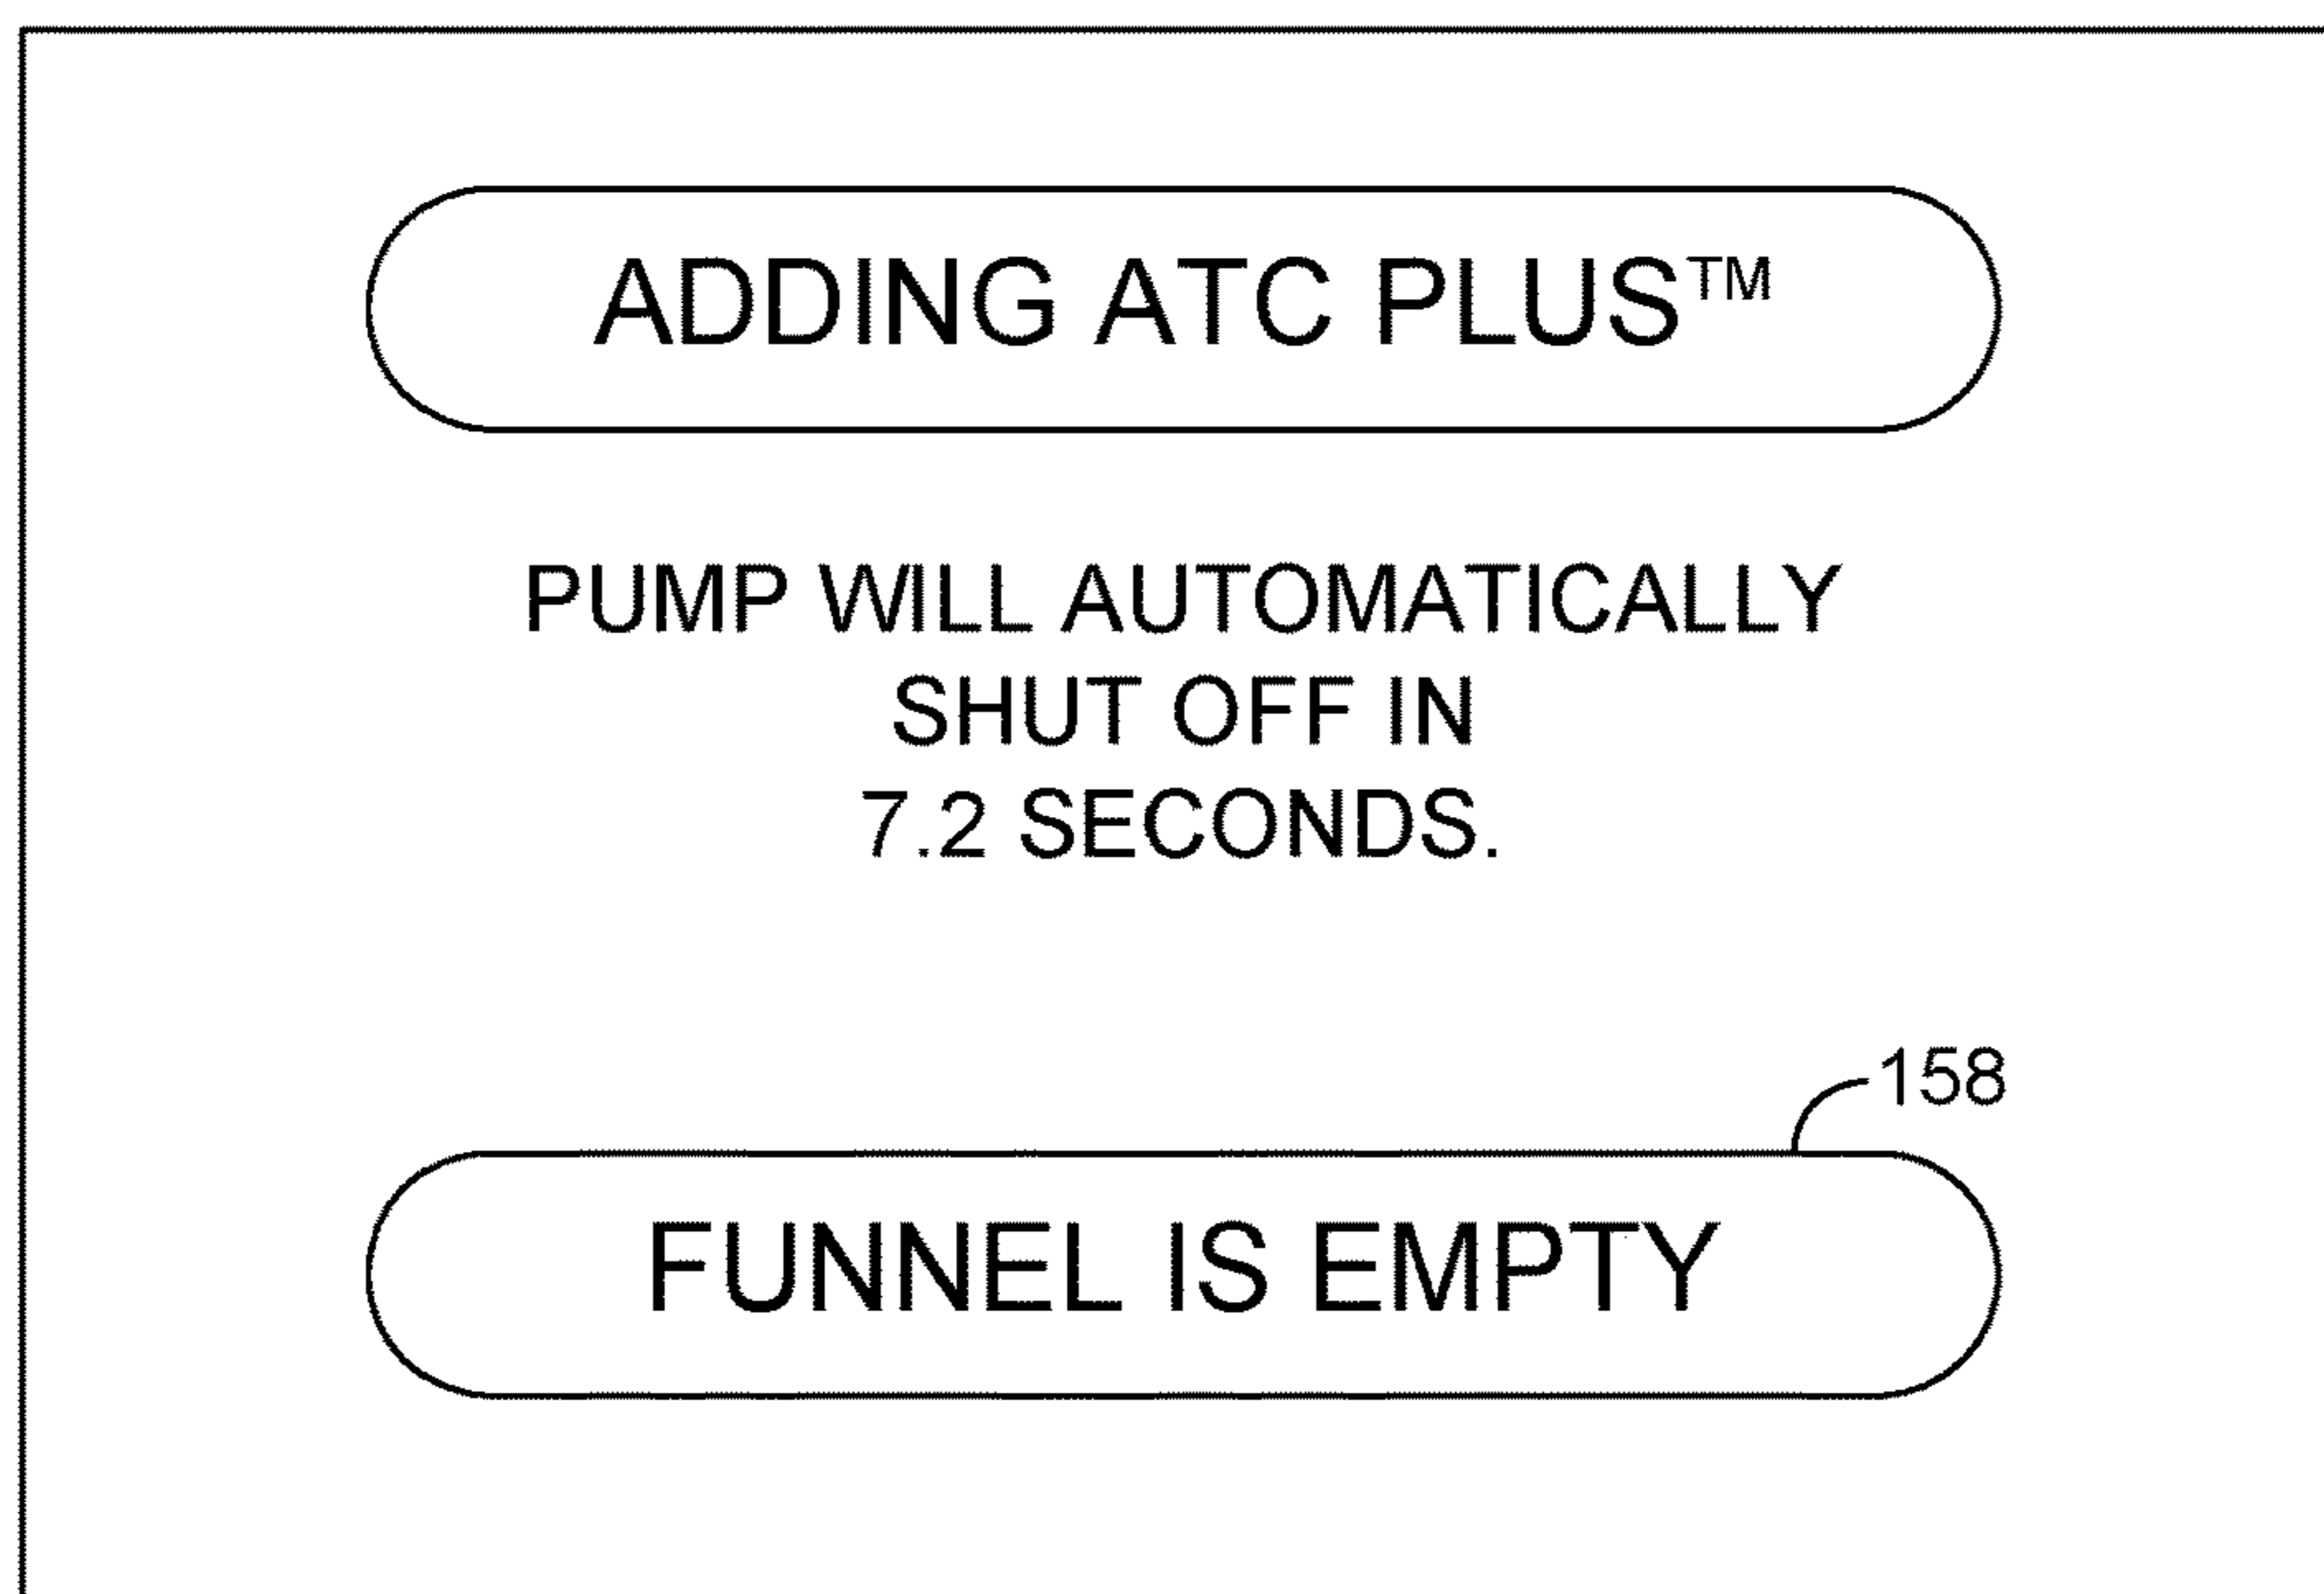 ADDING ATC PLUS™
PUMP WILL AUTOMATICALLY
SHUT OFF IN
7.2 SECONDS.
158
FUNNEL IS EMPTY